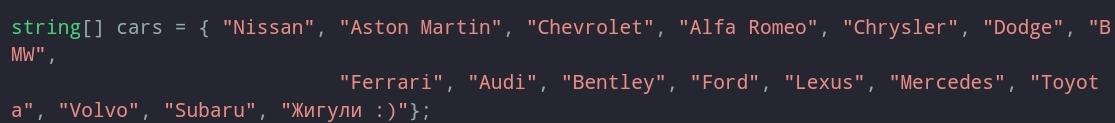 string[] cars = { "Nissan", "Aston Martin", "Chevrolet", "Alfa Romeo", "Chrysler", "Dodge", "B
MW",
"Ferrari", "Audi", "Bentley", "Ford", "Lexus", "Mercedes", "Toyot
a", "Volvo", "Subaru", "Жигули :)"};